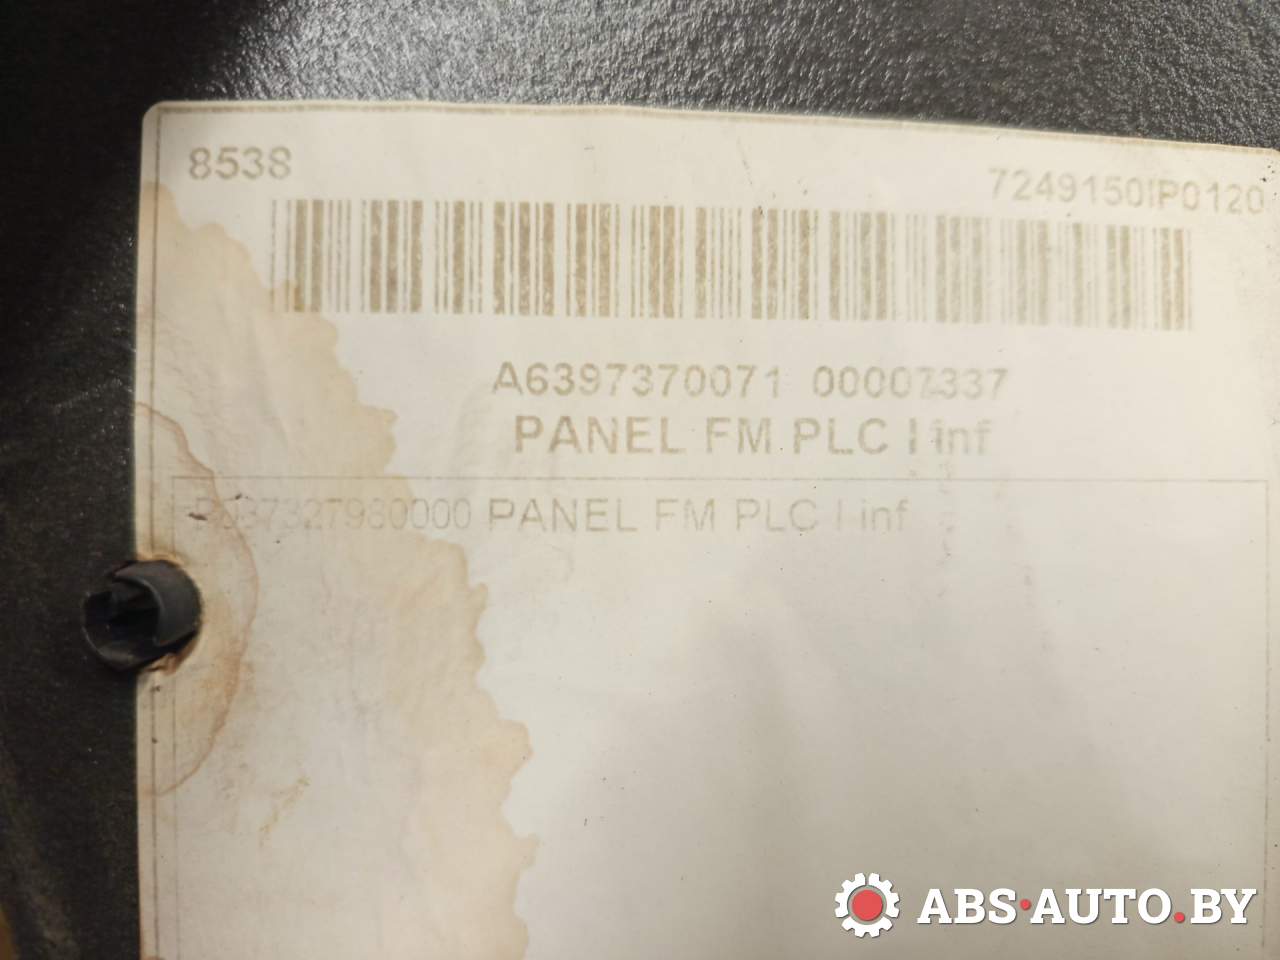 8538
7249150IP0120
A6397370071 00007337
PANEL FM PLC l inf
PANEL FM PLC l inf
ABS·AUTO.BY